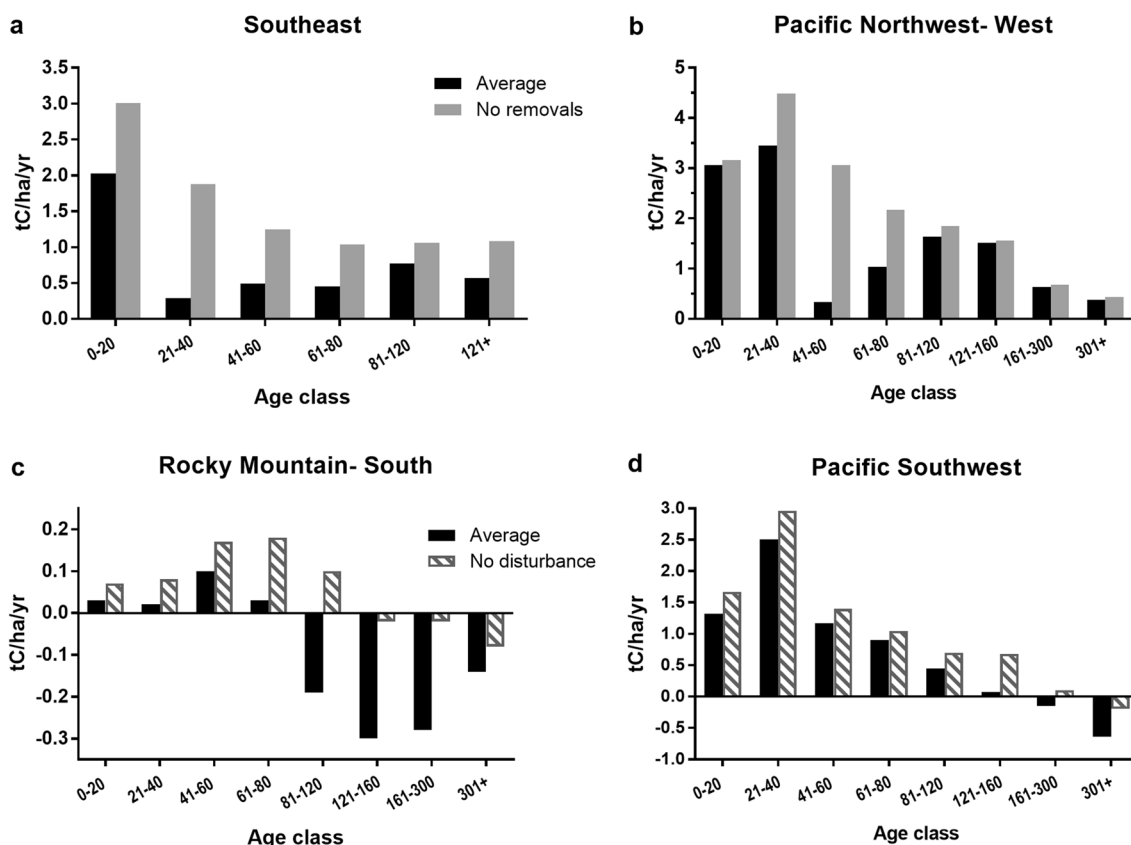 a
Southeast
tC/ha/yr
3.5
3.0
2.5
2.0
1.5
1.0
0.5
0.0
Average
No removals
0-20
21-40
41-60
61-80
81-120
121+
Age class
b
Pacific Northwest- West
tC/ha/yr
5
4
3
2
1
0
0-20
21-40
41-60
61-80
81-120
121-160
161-300
301+
Age class
c
Rocky Mountain- South
tC/ha/yr
0.2
0.1
0.0
-0.1
-0.2
-0.3
Average
No disturbance
0-20
21-40
41-60
61-80
81-120
121-160
161-300
301+
Age class
d
Pacific Southwest
tC/ha/yr
3.0
2.5
2.0
1.5
1.0
0.5
0.0
-0.5
-1.0
0-20
21-40
41-60
61-80
81-120
121-160
161-300
301+
Age class